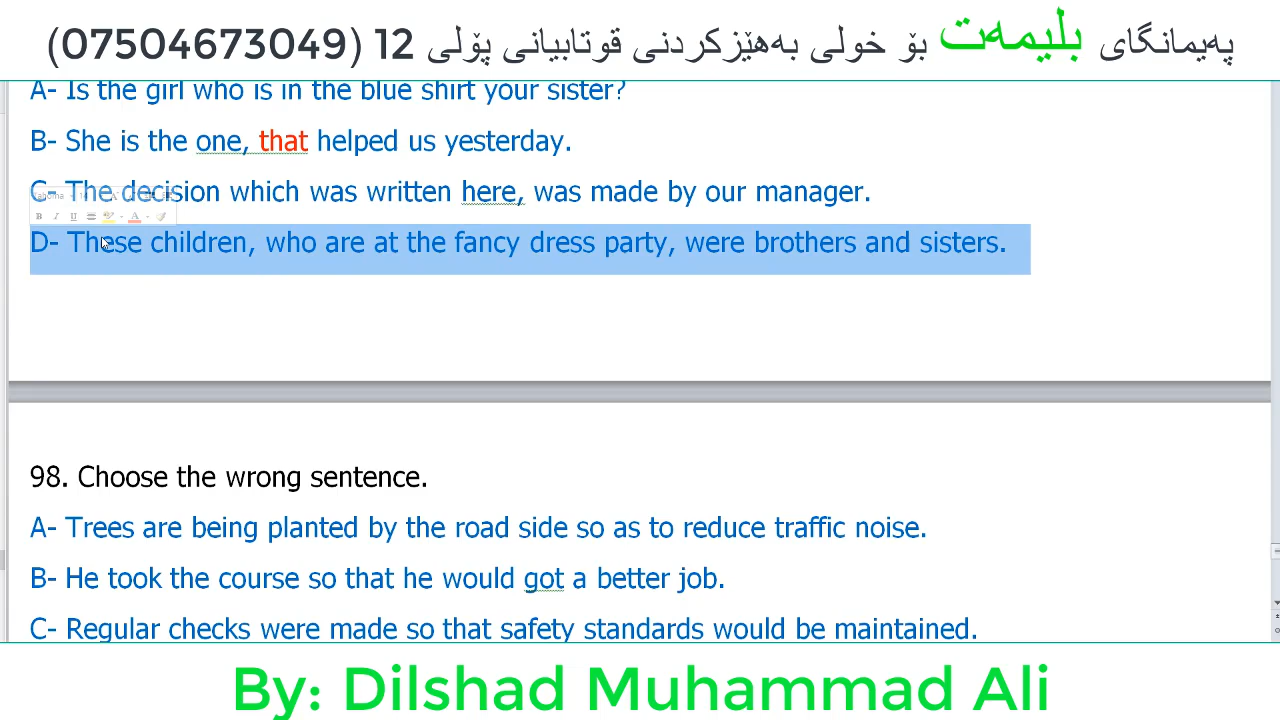 پەیمانگای بلیمەت بۆ خولی بەهێزکردنی قوتابیانی پۆلی 12 (07504673049)
A- Is the girl who is in the blue shirt your sister?
B- She is the one, that helped us yesterday.
C- The decision which was written here, was made by our manager.
D- These children, who are at the fancy dress party, were brothers and sisters.
98. Choose the wrong sentence.
A- Trees are being planted by the road side so as to reduce traffic noise.
B- He took the course so that he would got a better job.
C- Regular checks were made so that safety standards would be maintained.
By: Dilshad Muhammad Ali